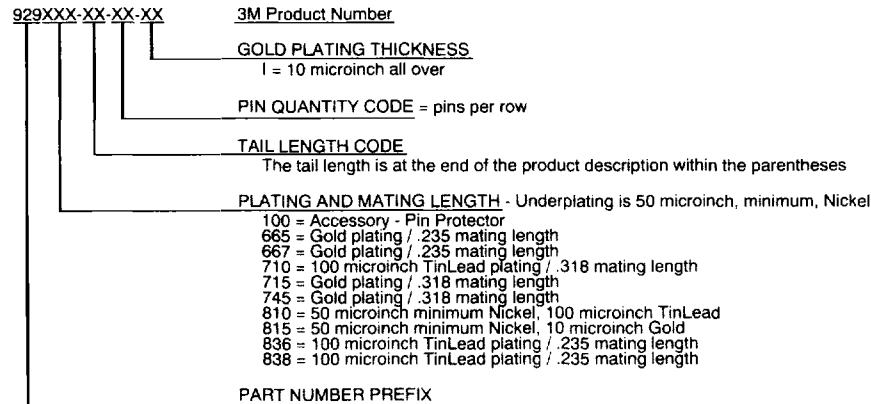 929XXX-XX-XX-XX 3M Product Number
GOLD PLATING THICKNESS
I = 10 microinch all over
PIN QUANTITY CODE = pins per row
TAIL LENGTH CODE
The tail length is at the end of the product description within the parentheses
PLATING AND MATING LENGTH - Underplating is 50 microinch, minimum, Nickel
100 = Accessory - Pin Protector
665 = Gold plating / .235 mating length
667 = Gold plating / .235 mating length
710 = 100 microinch TinLead plating / .318 mating length
715 = Gold plating / .318 mating length
745 = Gold plating / .318 mating length
810 = 50 microinch minimum Nickel, 100 microinch TinLead
815 = 50 microinch minimum Nickel, 10 microinch Gold
836 = 100 microinch TinLead plating / .235 mating length
838 = 100 microinch TinLead plating / .235 mating length
PART NUMBER PREFIX